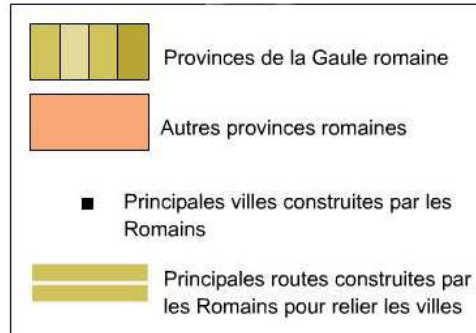 Provinces de la Gaule romaine
Autres provinces romaines
Principales villes construites par les
Romains
Principales routes construites par
les Romains pour relier les villes